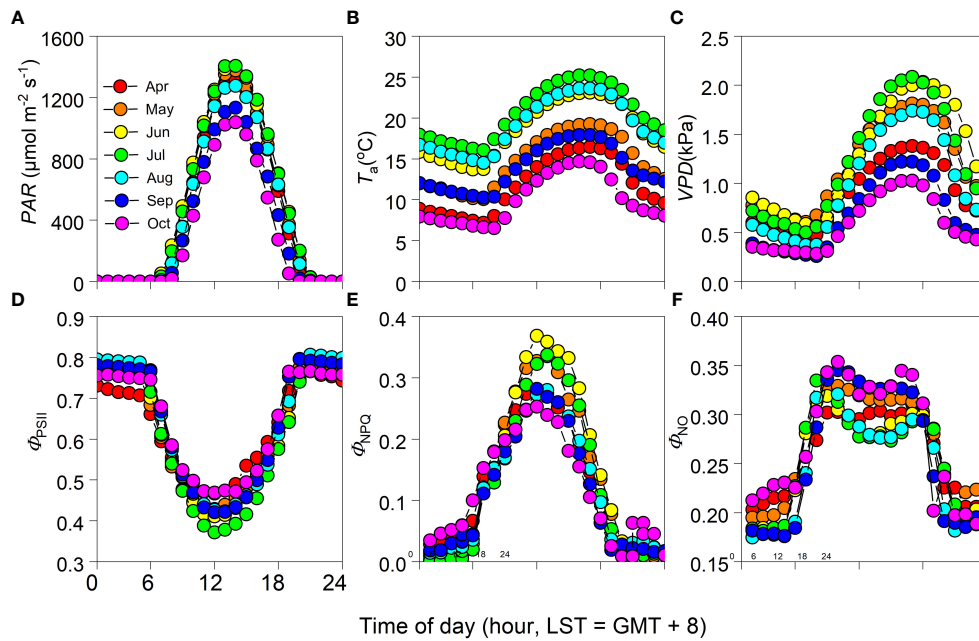 A
B
C
PAR (µmol m⁻² s⁻¹)
1600
1200
800
400
0
Apr
May
Jun
Jul
Aug
Sep
Oct
Tₐ(ºC)
30
25
20
15
10
5
0
VPD(kPa)
2.5
2.0
1.5
1.0
0.5
0.0
D
E
F
Φ_PSII
0.9
0.8
0.7
0.6
0.5
0.4
0.3
0 6 12 18 24
Φ_NPQ
0.4
0.3
0.2
0.1
0.0
0 18 24
Φ_NO
0.40
0.35
0.30
0.25
0.20
0.15
0 6 12 18 24
Time of day (hour, LST = GMT + 8)